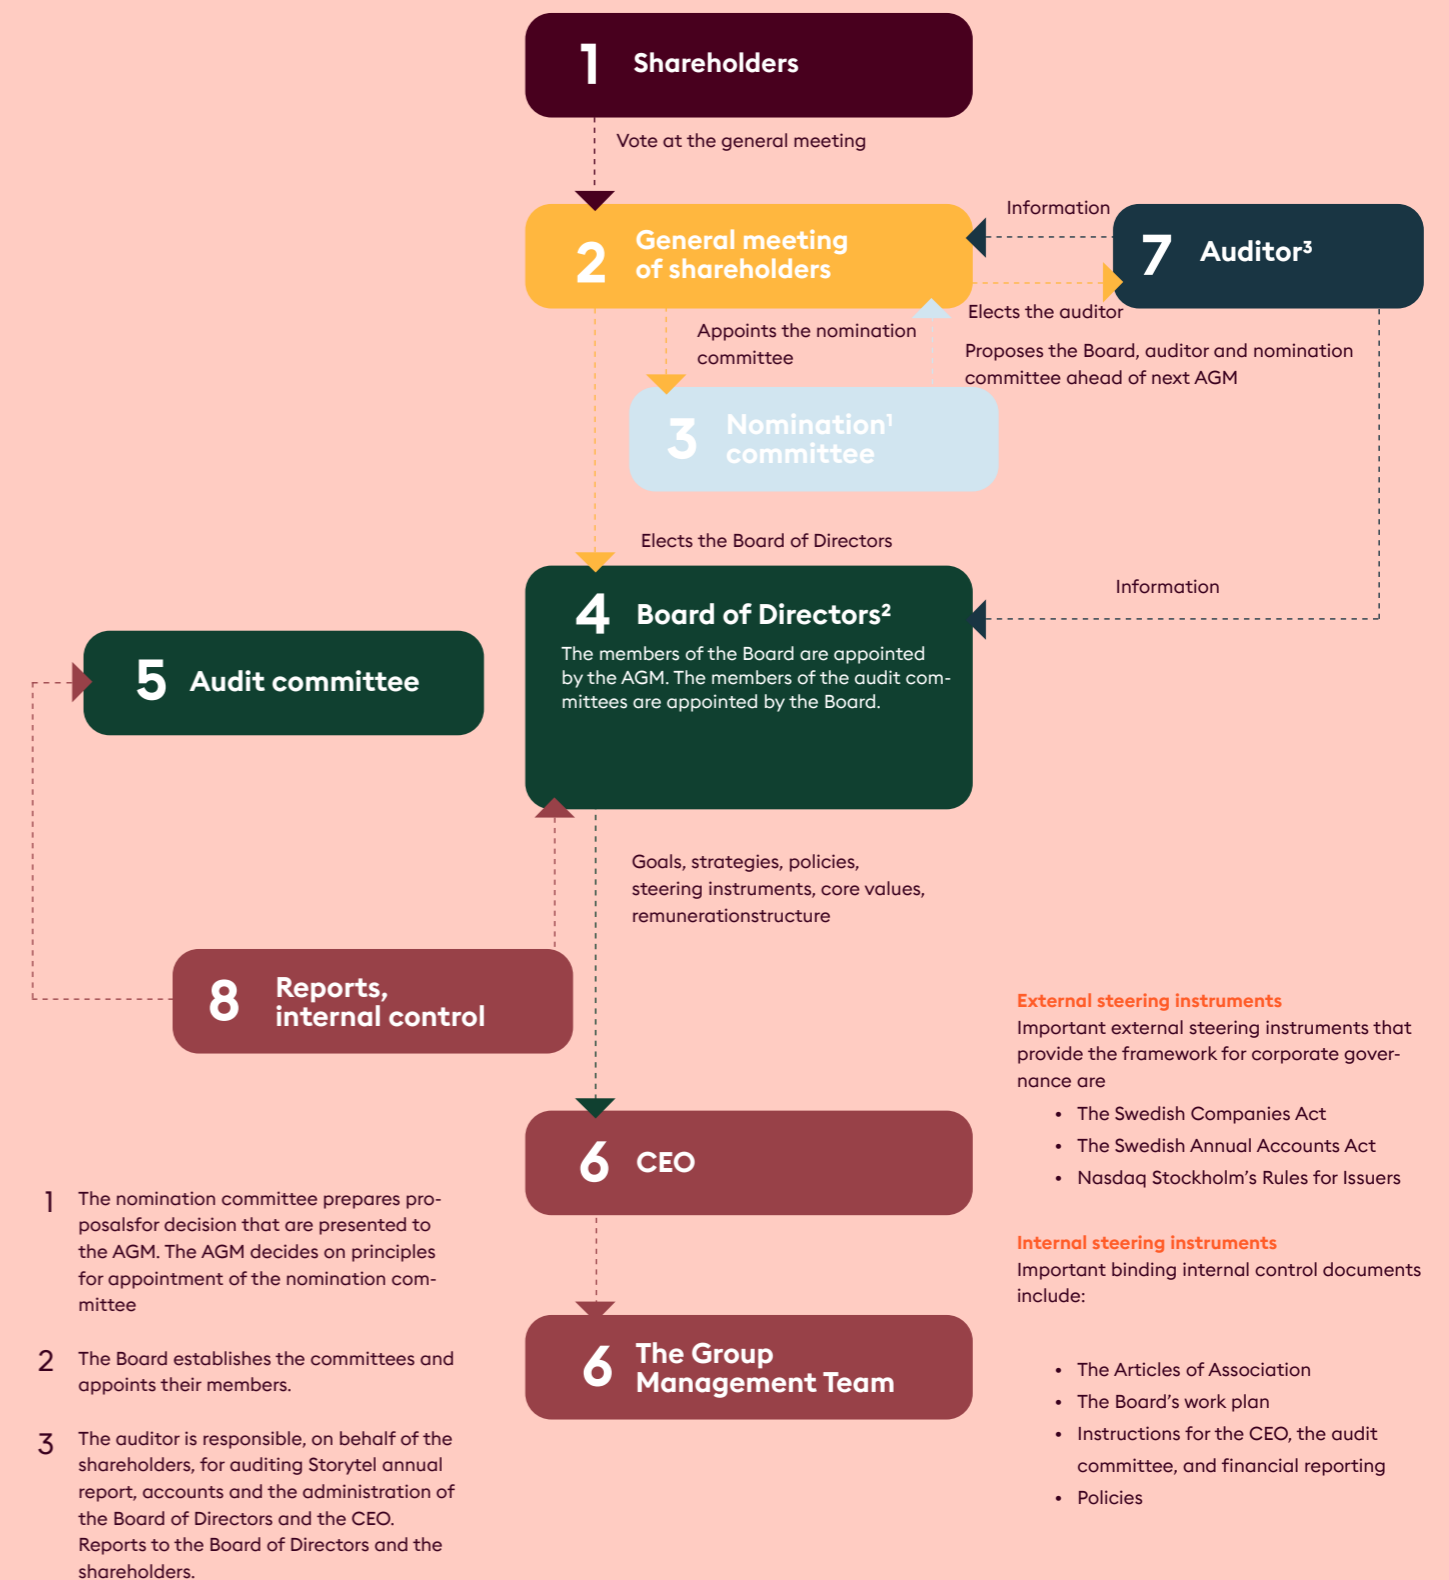 1 Shareholders
Vote at the general meeting
2 General meeting
of shareholders
Information
7 Auditor³
Elects the auditor
Appoints the nomination
committee
Proposes the Board, auditor and nomination
committee ahead of next AGM
3 Nomination¹
committee
Elects the Board of Directors
4 Board of Directors²
The members of the Board are appointed
by the AGM. The members of the audit com-
mittees are appointed by the Board.
Information
5 Audit committee
Goals, strategies, policies,
steering instruments, core values,
remunerationstructure
8 Reports,
internal control
6 CEO
6 The Group
Management Team
External steering instruments
Important external steering instruments that
provide the framework for corporate gover-
nance are
• The Swedish Companies Act
• The Swedish Annual Accounts Act
• Nasdaq Stockholm's Rules for Issuers
Internal steering instruments
Important binding internal control documents
include:
• The Articles of Association
• The Board's work plan
• Instructions for the CEO, the audit
committee, and financial reporting
• Policies
1 The nomination committee prepares pro-
posalsfor decision that are presented to
the AGM. The AGM decides on principles
for appointment of the nomination com-
mittee
2 The Board establishes the committees and
appoints their members.
3 The auditor is responsible, on behalf of the
shareholders, for auditing Storytel annual
report, accounts and the administration of
the Board of Directors and the CEO.
Reports to the Board of Directors and the
shareholders.